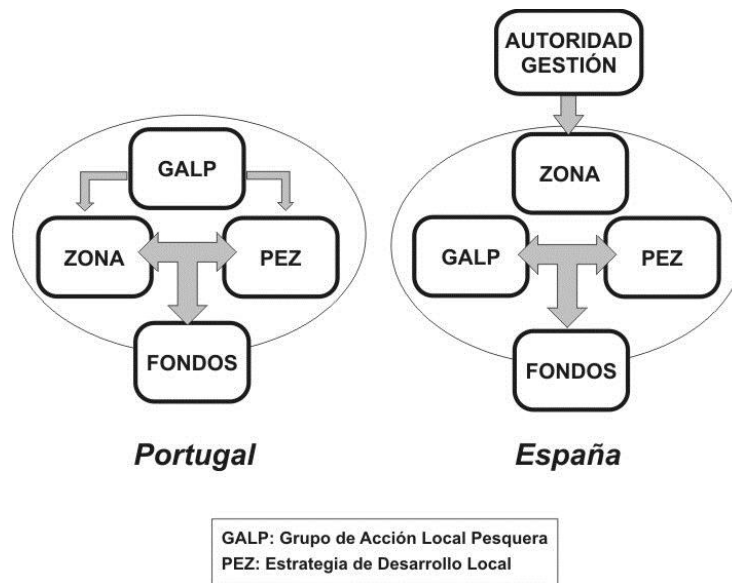 GALP
ZONA
PEZ
FONDOS
Portugal
AUTORIDAD
GESTIÓN
ZONA
GALP
PEZ
FONDOS
España
GALP: Grupo de Acción Local Pesquera
PEZ: Estrategia de Desarrollo Local